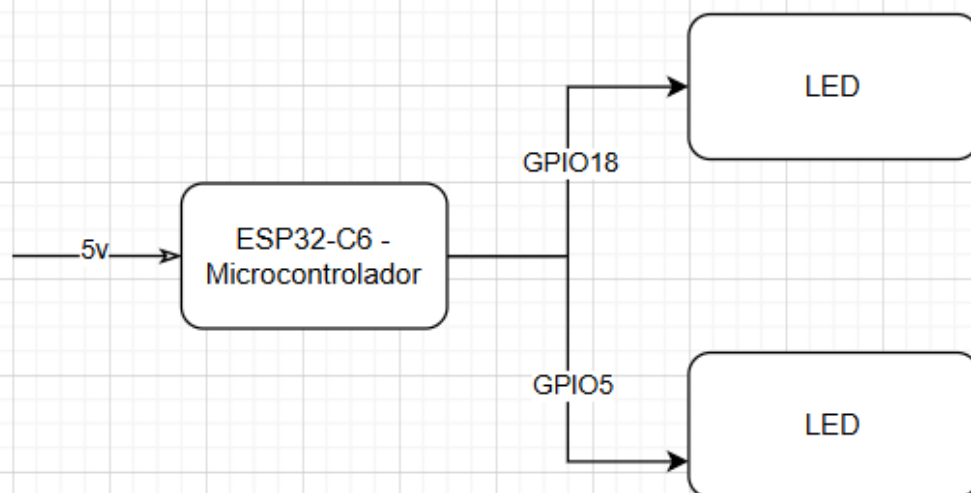 LED
GPIO18
5v
ESP32-C6 -
Microcontrolador
GPIO5
LED